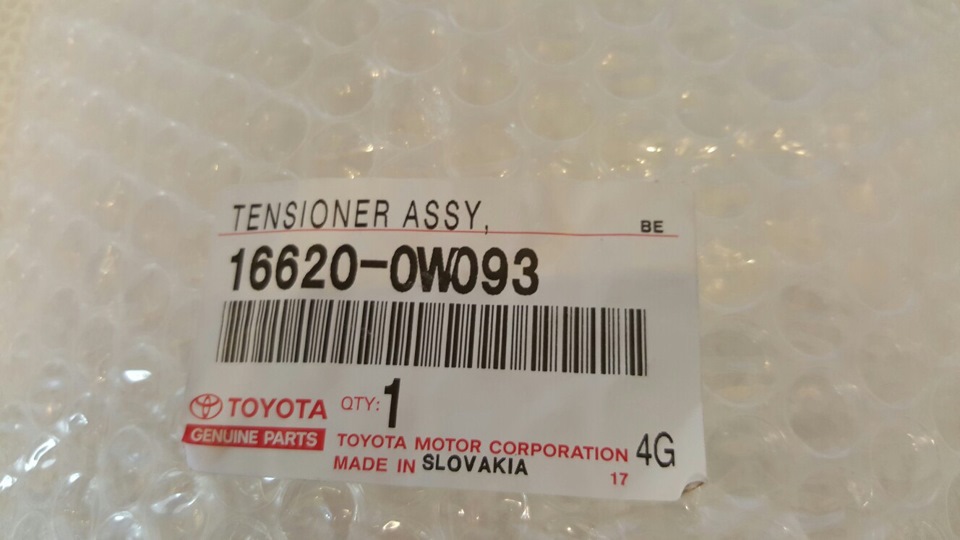 TENSIONER ASSY,
BE
16620-0W093
TOYOTA
QTY: 1
GENUINE PARTS
TOYOTA MOTOR CORPORATION 4G
MADE IN SLOVAKIA
17